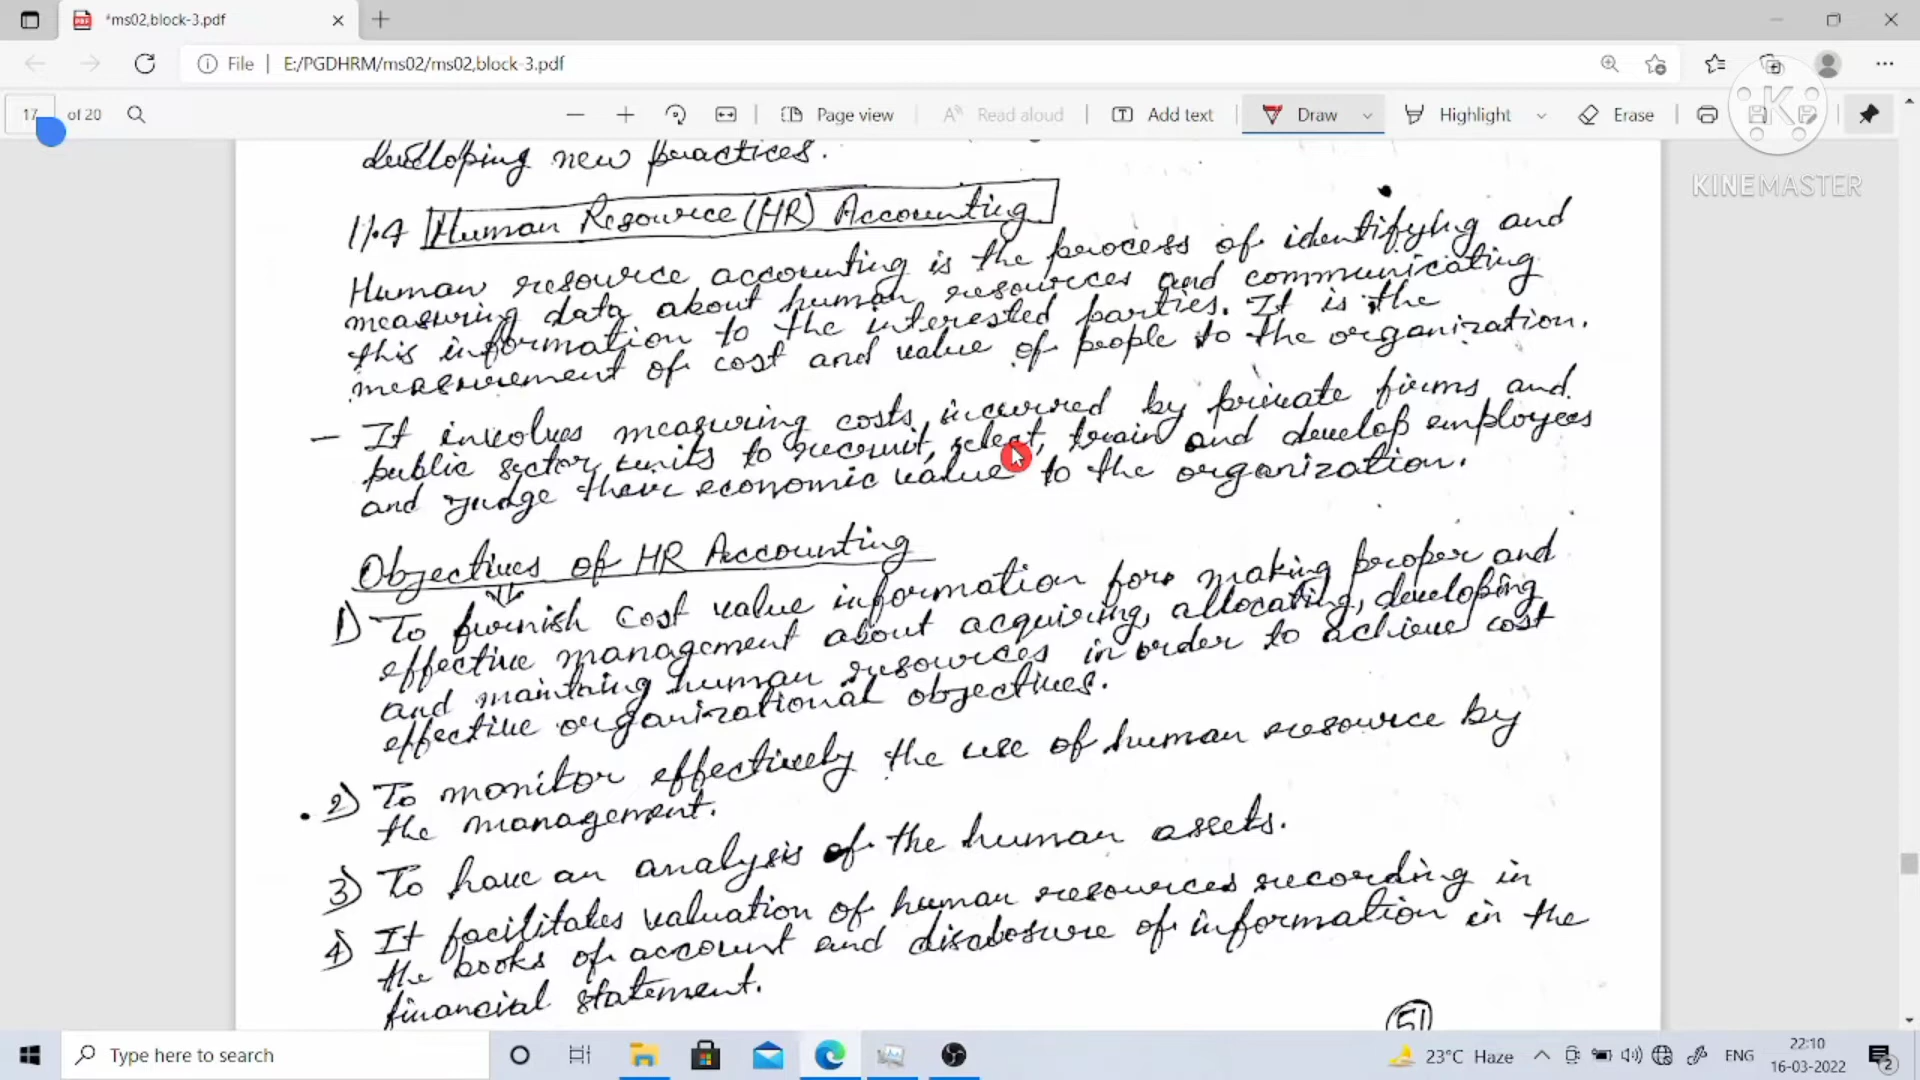 *ms02,block-3.pdf
File
E:/PGDHRM/ms02/ms02,block-3.pdf
17 of 20
Page view
Read aloud
Add text
Draw
Highlight
Erase
K
KINEMASTER
developing new practices.
11.4 Human Resource (HR) Accounting
Human resource accounting is the process of identifying and
measuring data about human resources and communicating
this information to the interested parties. It is the
measurement of cost and value of people to the organization.
- It involves measuring costs incurred by private firms and
public sector units to recruit, select, train and develop employees
and judge their economic value to the organization.
Objectives of HR Accounting
1) To furnish cost value information for making proper and
effective management about acquiring, allocating, developing
and maintaing human resources in order to achieve cost
effective organizational objectives.
2) To monitor effectively the use of human resource by
the management.
3) To have an analysis of the human assets.
4) It facilitates valuation of human resources recording in
the books of account and disclosure of information in the
financial statement.
51
Type here to search
23°C Haze
ENG
22:10
16-03-2022
2